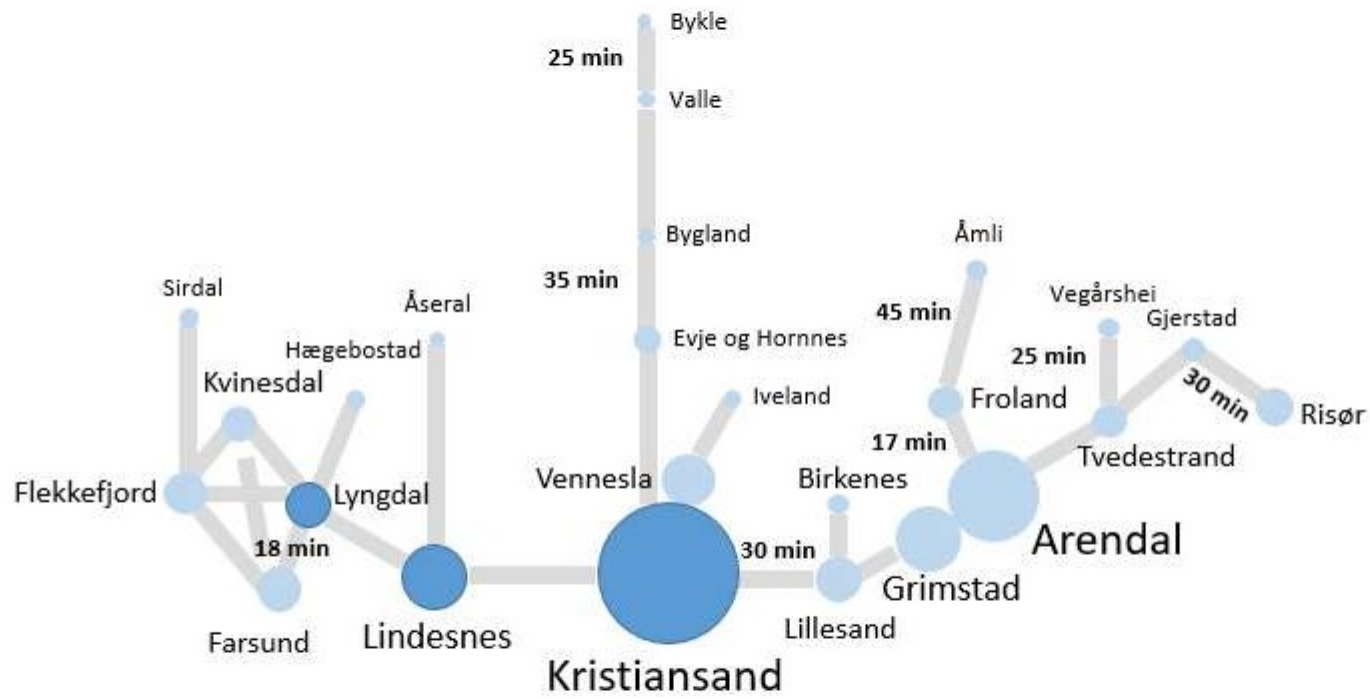 Bykle
25 min
Valle
Bygland
Åmli
35 min
Sirdal
Åseral
Vegårshei
45 min
Gjerstad
Hægebostad
Evje og Hornnes
25 min
Kvinesdal
30 min
Iveland
Froland
Risør
17 min
Tvedestrand
Vennesla
Birkenes
Flekkefjord
Lyngdal
18 min
30 min
Arendal
Grimstad
Lillesand
Farsund
Lindesnes
Kristiansand